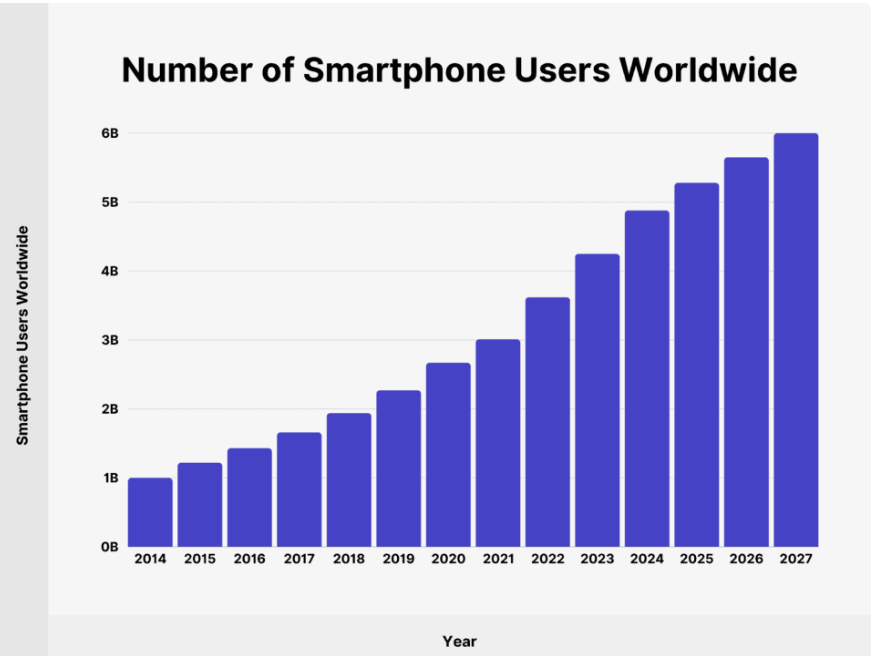 Number of Smartphone Users Worldwide
Smartphone Users Worldwide
6B
5B
4B
3B
2B
1B
0B
2014 2015 2016 2017 2018 2019 2020 2021 2022 2023 2024 2025 2026 2027
Year